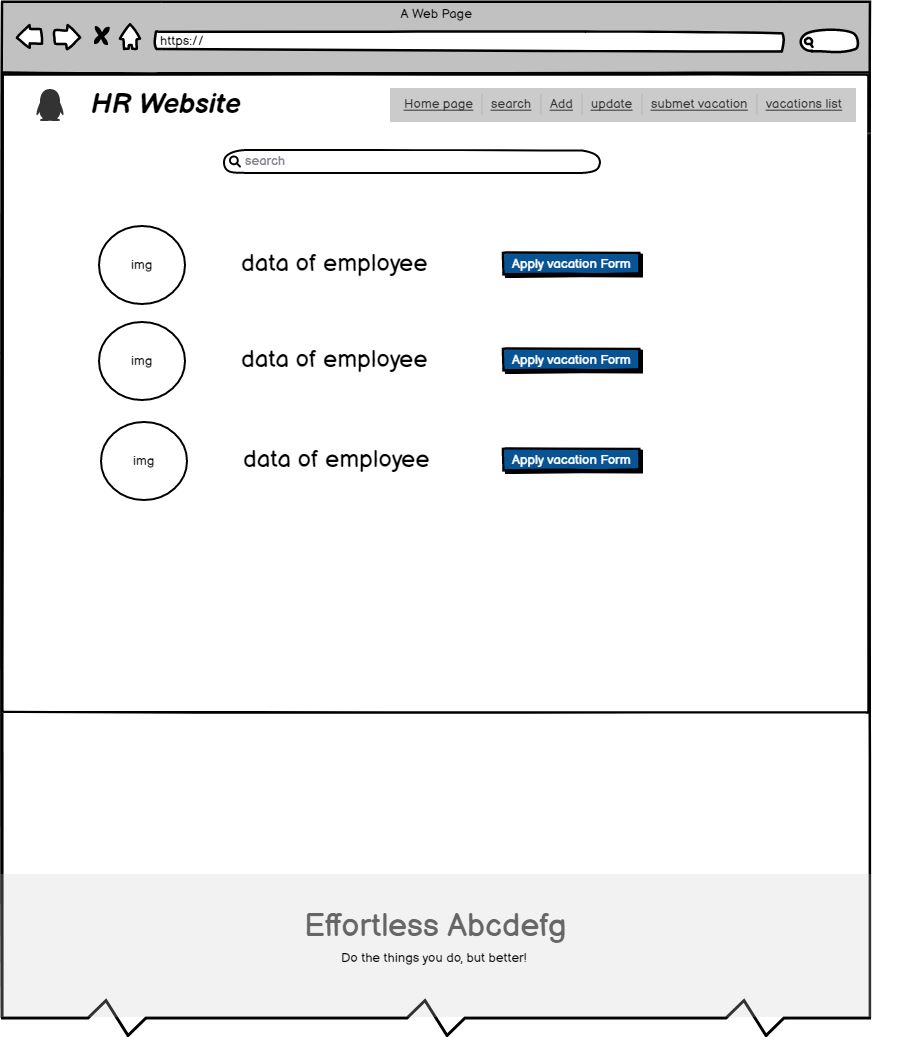 A Web Page
https://
HR Website
Home page search Add update submet vacation vacations list
search
img data of employee Apply vacation Form
img data of employee Apply vacation Form
img data of employee Apply vacation Form
Effortless Abcdefg
Do the things you do, but better!